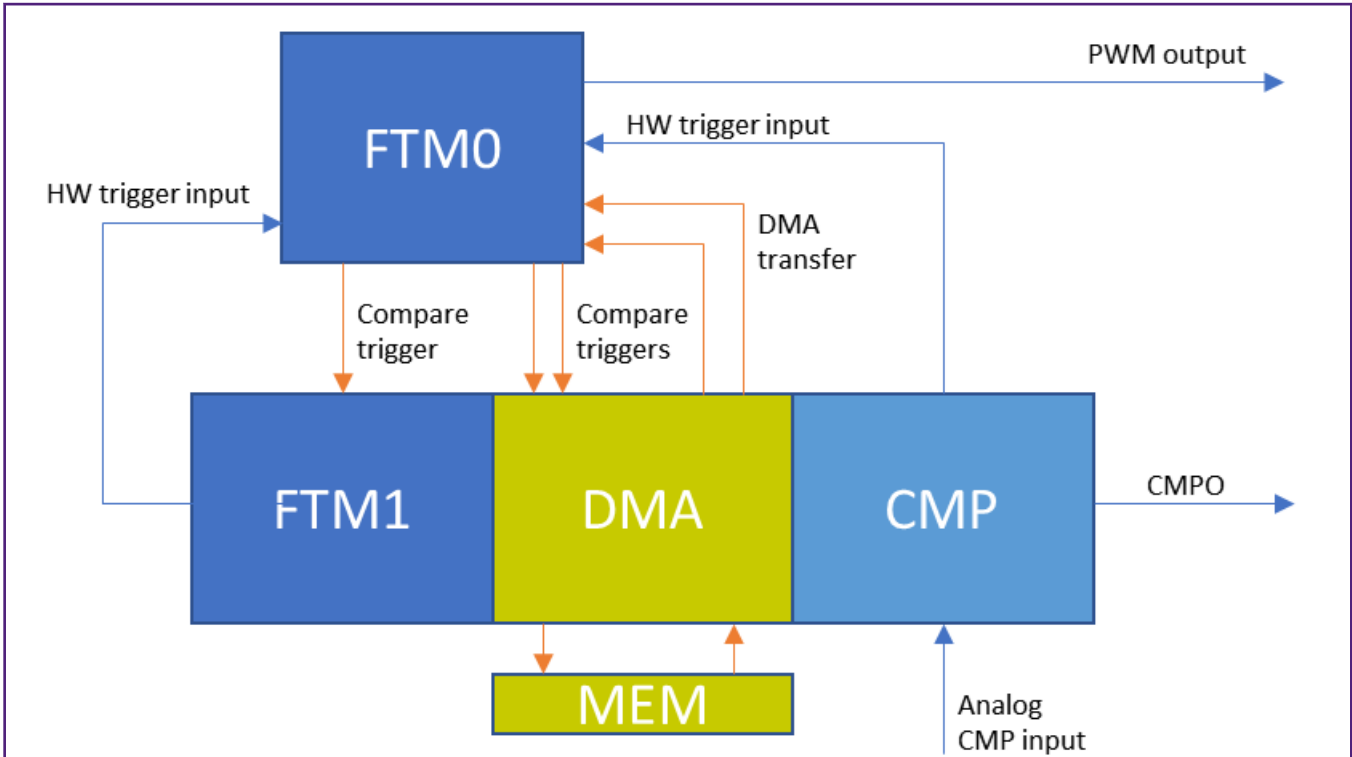 PWM output
FTM0
HW trigger input
HW trigger input
DMA
transfer
Compare
trigger
Compare
triggers
FTM1
DMA
CMP
CMPO
MEM
Analog
CMP input